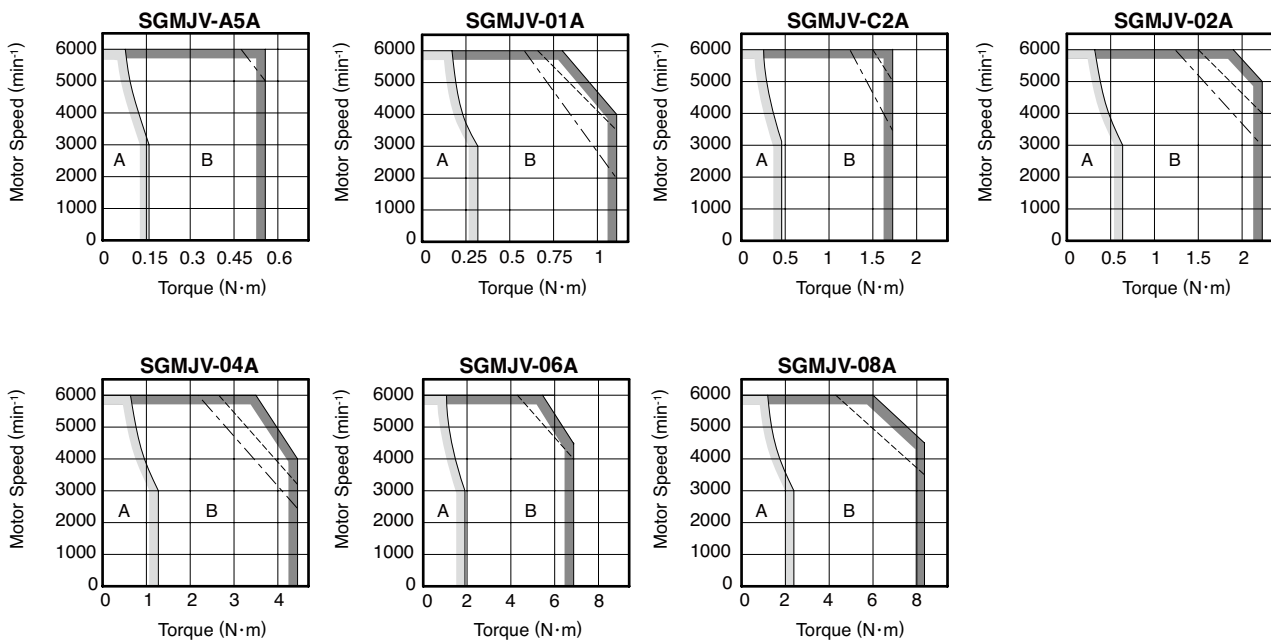 SGMJV-A5A
Motor Speed (min⁻¹)
6000
5000
4000
3000
2000
1000
0
A
B
0 0.15 0.3 0.45 0.6
Torque (N·m)
SGMJV-01A
Motor Speed (min⁻¹)
6000
5000
4000
3000
2000
1000
0
A
B
0 0.25 0.5 0.75 1
Torque (N·m)
SGMJV-C2A
Motor Speed (min⁻¹)
6000
5000
4000
3000
2000
1000
0
A
B
0 0.5 1 1.5 2
Torque (N·m)
SGMJV-02A
Motor Speed (min⁻¹)
6000
5000
4000
3000
2000
1000
0
A
B
0 0.5 1 1.5 2
Torque (N·m)
SGMJV-04A
Motor Speed (min⁻¹)
6000
5000
4000
3000
2000
1000
0
A
B
0 1 2 3 4
Torque (N·m)
SGMJV-06A
Motor Speed (min⁻¹)
6000
5000
4000
3000
2000
1000
0
A
B
0 2 4 6 8
Torque (N·m)
SGMJV-08A
Motor Speed (min⁻¹)
6000
5000
4000
3000
2000
1000
0
A
B
0 2 4 6 8
Torque (N·m)